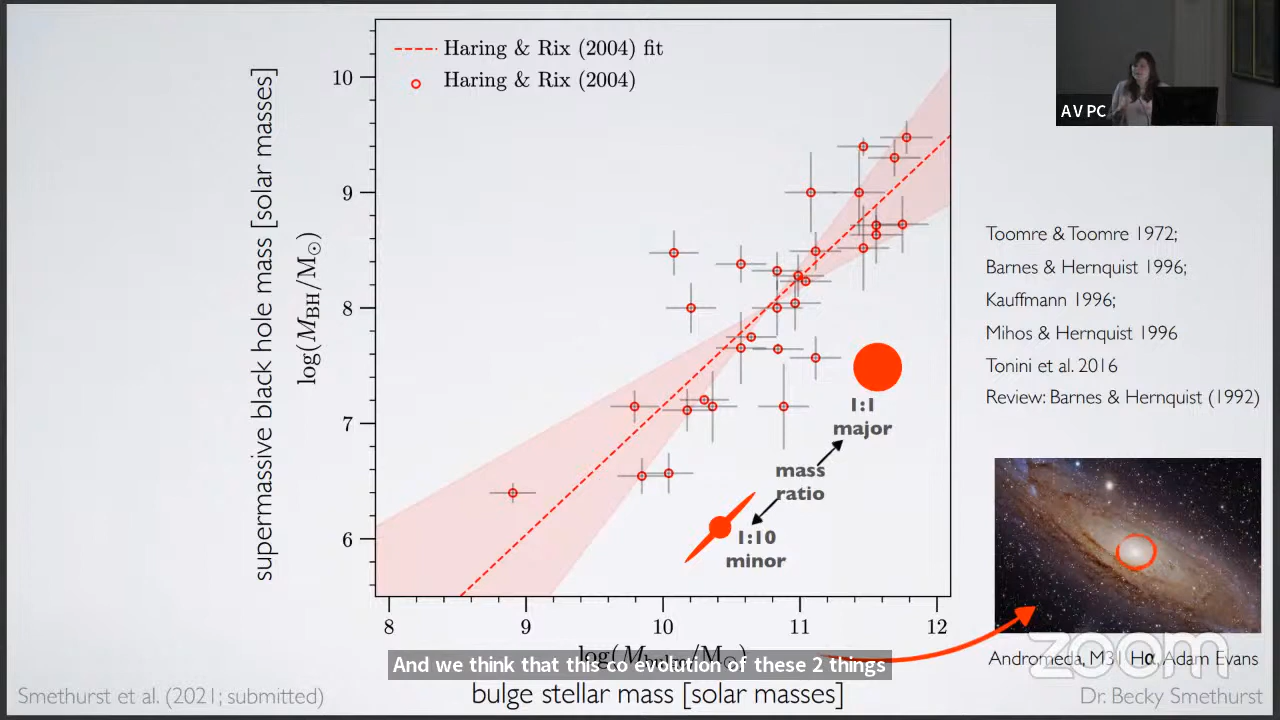 Haring & Rix (2004) fit
Haring & Rix (2004)
supermassive black hole mass [solar masses]
log(M_BH/M⊙)
10
9
8
7
6
8
9
10
11
12
1:1
major
mass
ratio
1:10
minor
AV PC
Toomre & Toomre 1972;
Barnes & Hernquist 1996;
Kauffmann 1996;
Mihos & Hernquist 1996
Tonini et al. 2016
Review: Barnes & Hernquist (1992)
zoom
Andromeda, M31 Hα, Adam Evans
And we think that this co evolution of these 2 things
bulge stellar mass [solar masses]
Smethurst et al. (2021; submitted)
Dr. Becky Smethurst